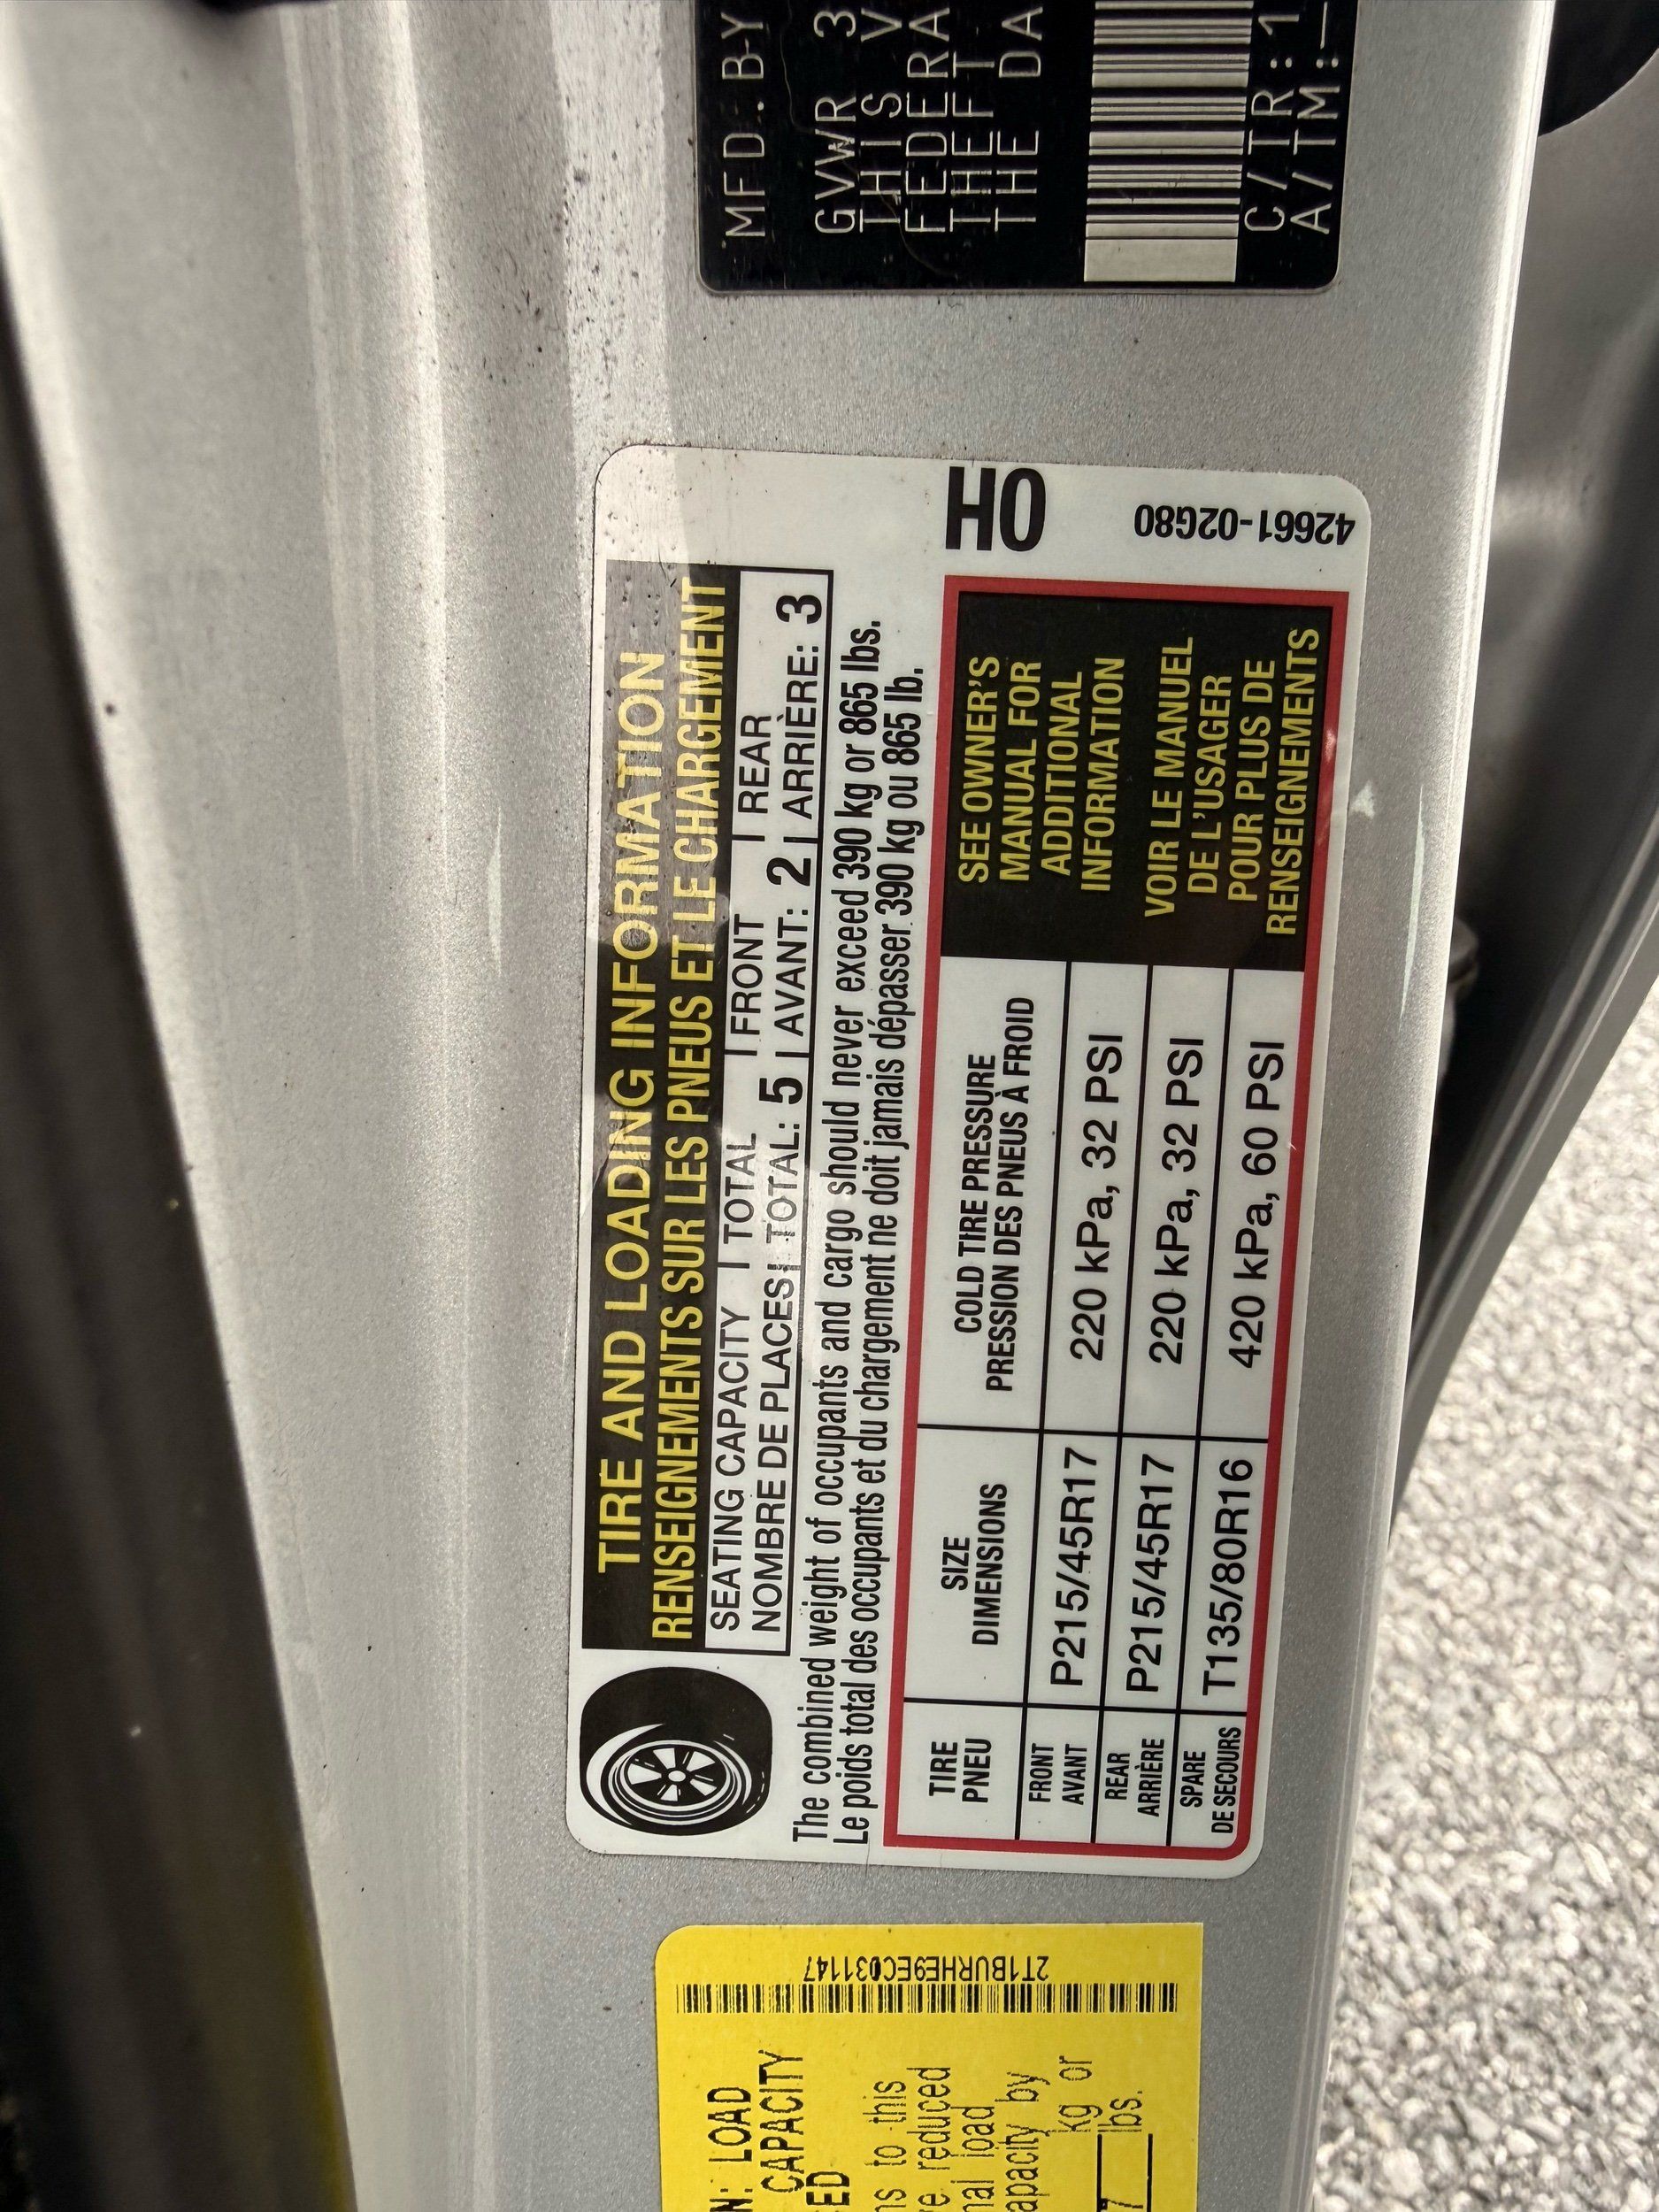 TIRE AND LOADING INFORMATION
RENSEIGNEMENTS SUR LES PNEUS ET LE CHARGEMENT
SEATING CAPACITY | TOTAL | FRONT | REAR
NOMBRE DE PLACES | TOTAL: 5 | AVANT: 2 | ARRIÈRE: 3
The combined weight of occupants and cargo should never exceed 390 kg or 865 lbs.
Le poids total des occupants et du chargement ne doit jamais dépasser 390 kg ou 865 lb.
TIRE
PNEU
SIZE
DIMENSIONS
COLD TIRE PRESSURE
PRESSION DES PNEUS À FROID
FRONT
AVANT
P215/45R17
220 kPa, 32 PSI
REAR
ARRIÈRE
P215/45R17
220 kPa, 32 PSI
SPARE
DE SECOURS
T135/80R16
420 kPa, 60 PSI
SEE OWNER'S
MANUAL FOR
ADDITIONAL
INFORMATION
VOIR LE MANUEL
DE L'USAGER
POUR PLUS DE
RENSEIGNEMENTS
0H
42661-02G80
MFD.BY
GVWR 3
THIS V
FEDERA
THEFT
THE DA
C/TR:1
A/TM:—
2T1BURHE9EC031147
N: LOAD
CAPACITY
ED
ns to this
e reduced
nal load
apacity by
kg or
7 lbs.